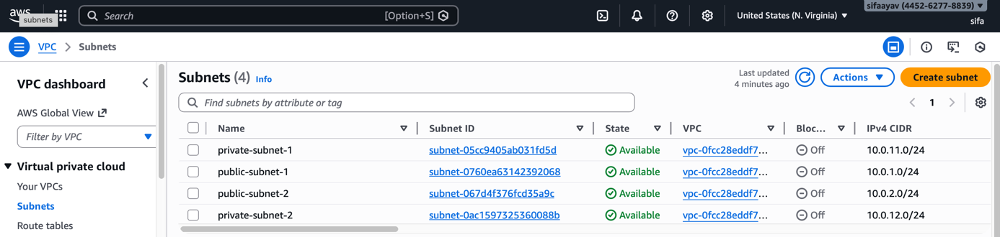 aws
subnets
Search
[Option+S]
United States (N. Virginia)
sifaayav (4452-6277-8839)
sifa
VPC
Subnets
VPC dashboard
AWS Global View
Filter by VPC
Virtual private cloud
Your VPCs
Subnets
Route tables
Subnets (4) Info
Last updated
4 minutes ago
Actions
Create subnet
Find subnets by attribute or tag
1
Name Subnet ID State VPC Bloc... IPv4 CIDR
private-subnet-1 subnet-05cc9405ab031fd5d Available vpc-0fcc28eddf7... Off 10.0.11.0/24
public-subnet-1 subnet-0760ea63142392068 Available vpc-0fcc28eddf7... Off 10.0.1.0/24
public-subnet-2 subnet-067d4f376fcd35a9c Available vpc-0fcc28eddf7... Off 10.0.2.0/24
private-subnet-2 subnet-0ac1597325360088b Available vpc-0fcc28eddf7... Off 10.0.12.0/24